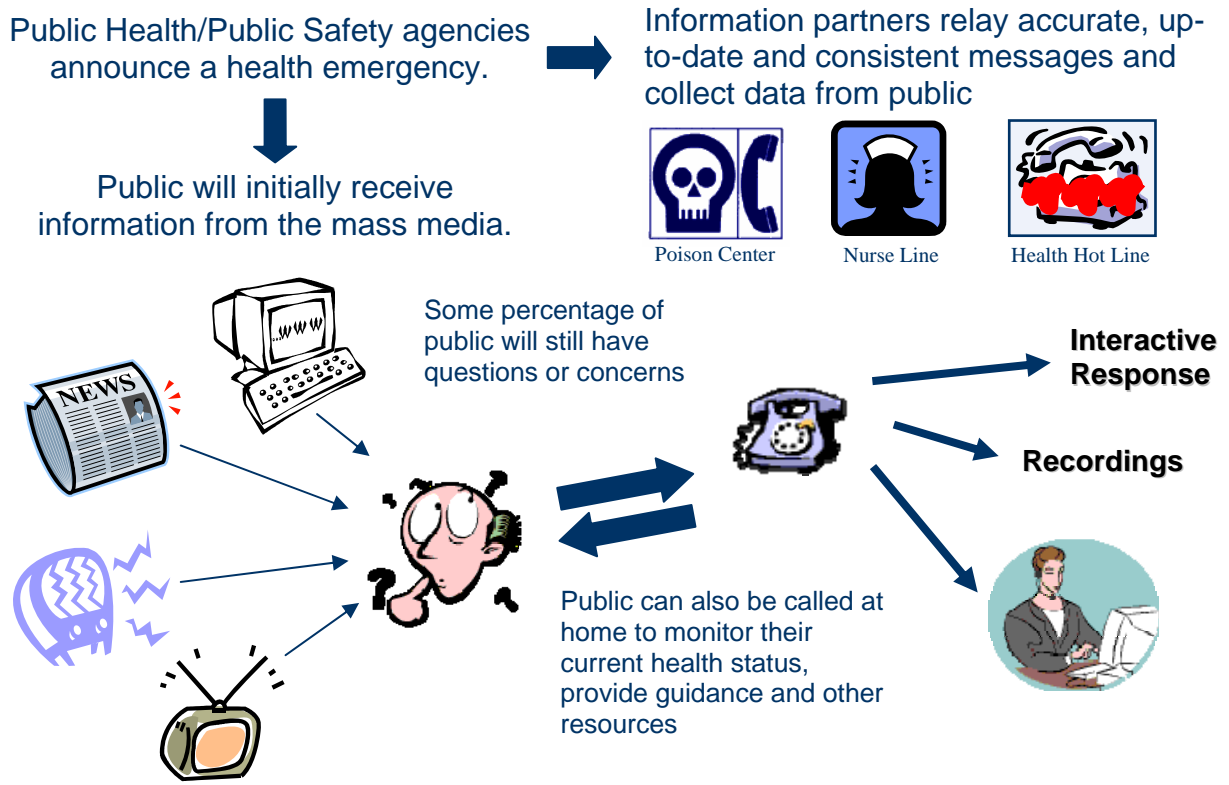 Public Health/Public Safety agencies
announce a health emergency.
Information partners relay accurate, up-
to-date and consistent messages and
collect data from public
Public will initially receive
information from the mass media.
Poison Center
Nurse Line
Health Hot Line
Some percentage of
public will still have
questions or concerns
...WWW
NEWS
Interactive
Response
Recordings
?
Public can also be called at
home to monitor their
current health status,
provide guidance and other
resources